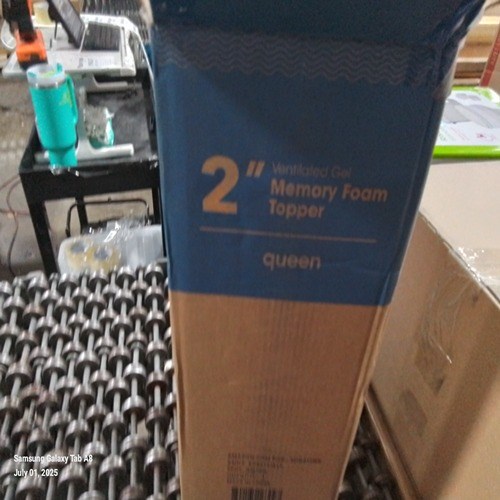 2"
Ventilated Gel
Memory Foam
Topper
queen
Samsung Galaxy Tab A8
July 01, 2025